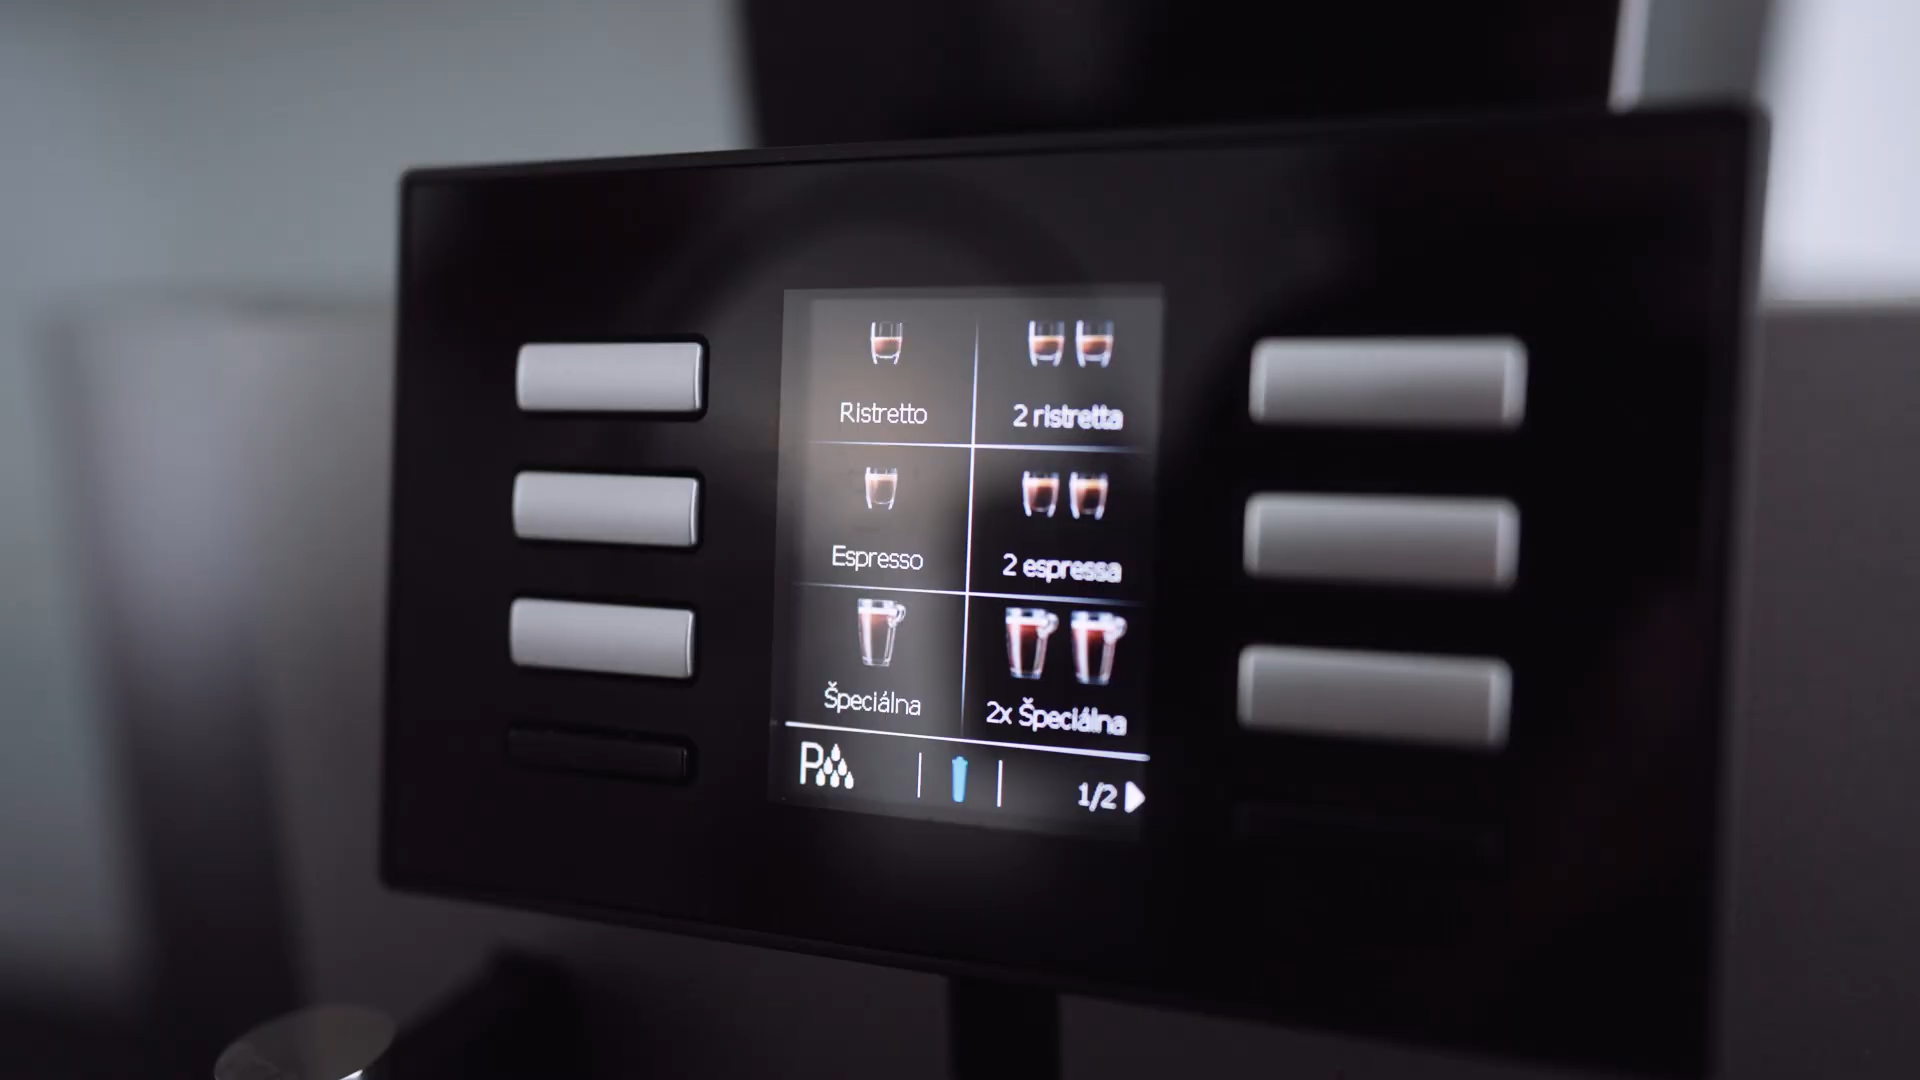 Ristretto
2 ristretta
Espresso
2 espressa
Špeciálna
2x Špeciálna
P
1/2